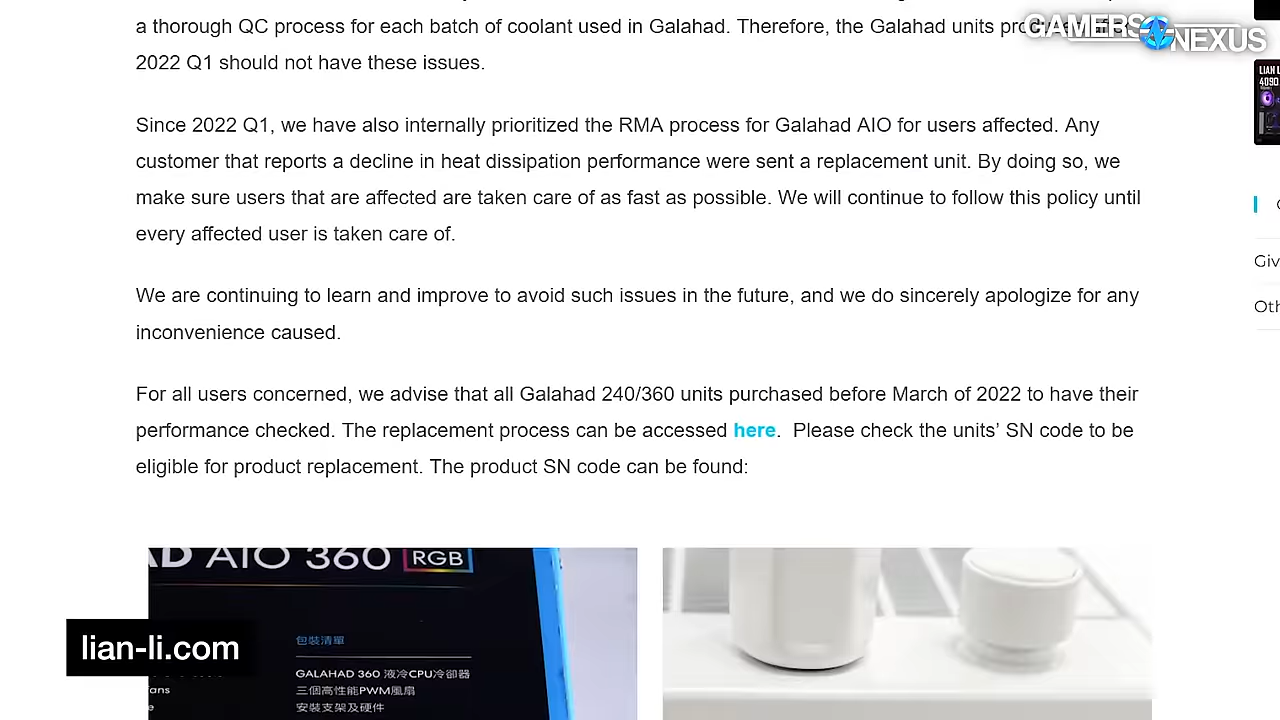 a thorough QC process for each batch of coolant used in Galahad. Therefore, the Galahad units
GAMERS NEXUS
2022 Q1 should not have these issues.
Since 2022 Q1, we have also internally prioritized the RMA process for Galahad AIO for users affected. Any
customer that reports a decline in heat dissipation performance were sent a replacement unit. By doing so, we
make sure users that are affected are taken care of as fast as possible. We will continue to follow this policy until
every affected user is taken care of.
We are continuing to learn and improve to avoid such issues in the future, and we do sincerely apologize for any
inconvenience caused.
For all users concerned, we advise that all Galahad 240/360 units purchased before March of 2022 to have their
performance checked. The replacement process can be accessed here. Please check the units’ SN code to be
eligible for product replacement. The product SN code can be found:
LIAN L
4090
Giv
Oth
AD AIO 360 RGB
包裝清單
GALAHAD 360 液冷CPU冷卻器
三個高性能PWM風扇
安裝支架及硬件
lian-li.com
ans